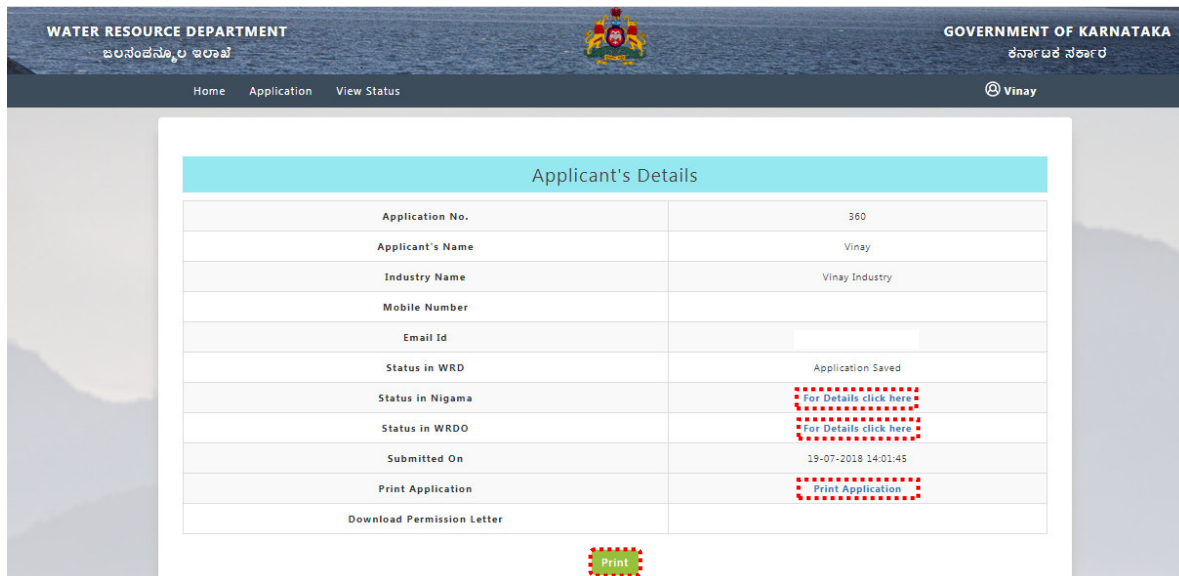 WATER RESOURCE DEPARTMENT
ಜಲಸಂಪನ್ಮೂಲ ಇಲಾಖೆ
GOVERNMENT OF KARNATAKA
ಕರ್ನಾಟಕ ಸರ್ಕಾರ
Home Application View Status Vinay
Applicant's Details
Application No. 360
Applicant's Name Vinay
Industry Name Vinay Industry
Mobile Number
Email Id
Status in WRD Application Saved
Status in Nigama For Details click here
Status in WRDO For Details click here
Submitted On 19-07-2018 14:01:45
Print Application Print Application
Download Permission Letter
Print